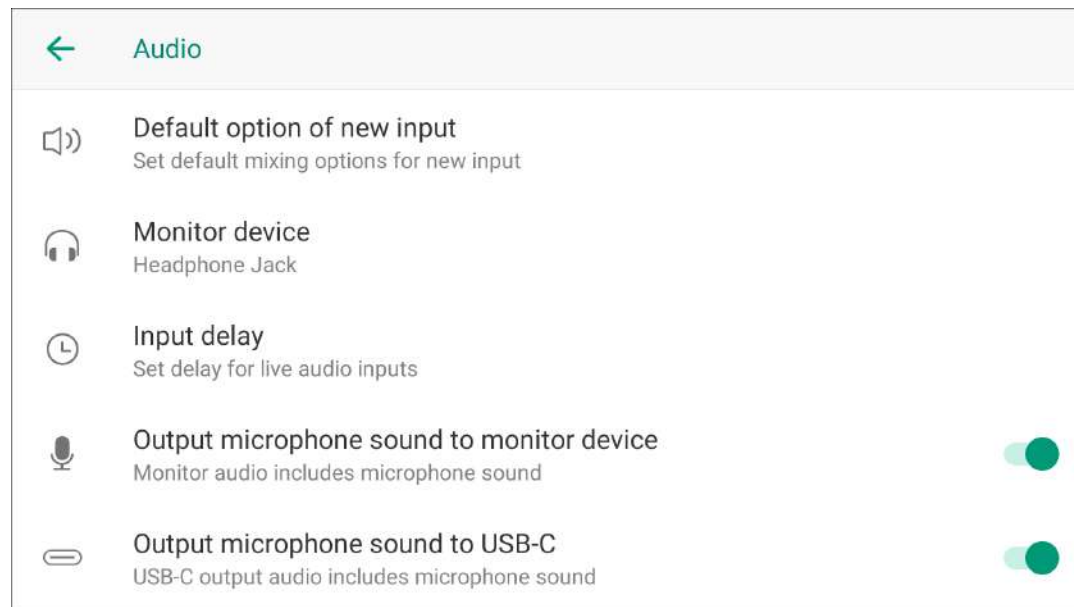 Audio
Default option of new input
Set default mixing options for new input
Monitor device
Headphone Jack
Input delay
Set delay for live audio inputs
Output microphone sound to monitor device
Monitor audio includes microphone sound
Output microphone sound to USB-C
USB-C output audio includes microphone sound